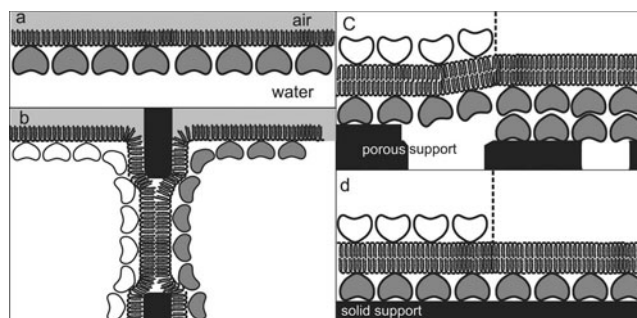 a
air
water
b
C
porous support
d
solid support